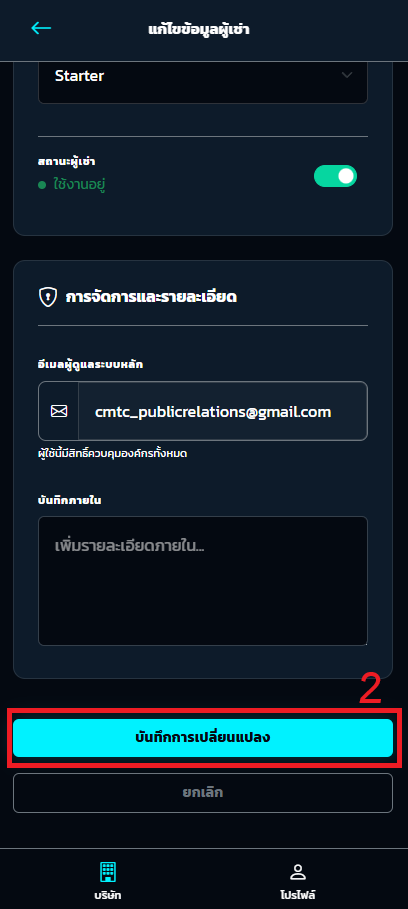 แก้ไขข้อมูลผู้เช่า
Starter
สถานะผู้เช่า
ใช้งานอยู่
การจัดการและรายละเอียด
อีเมลผู้ดูแลระบบหลัก
cmtc_publicrelations@gmail.com
ผู้ใช้นี้มีสิทธิ์ควบคุมองค์กรทั้งหมด
บันทึกภายใน
เพิ่มรายละเอียดภายใน...
2
บันทึกการเปลี่ยนแปลง
ยกเลิก
บริษัท
โปรไฟล์